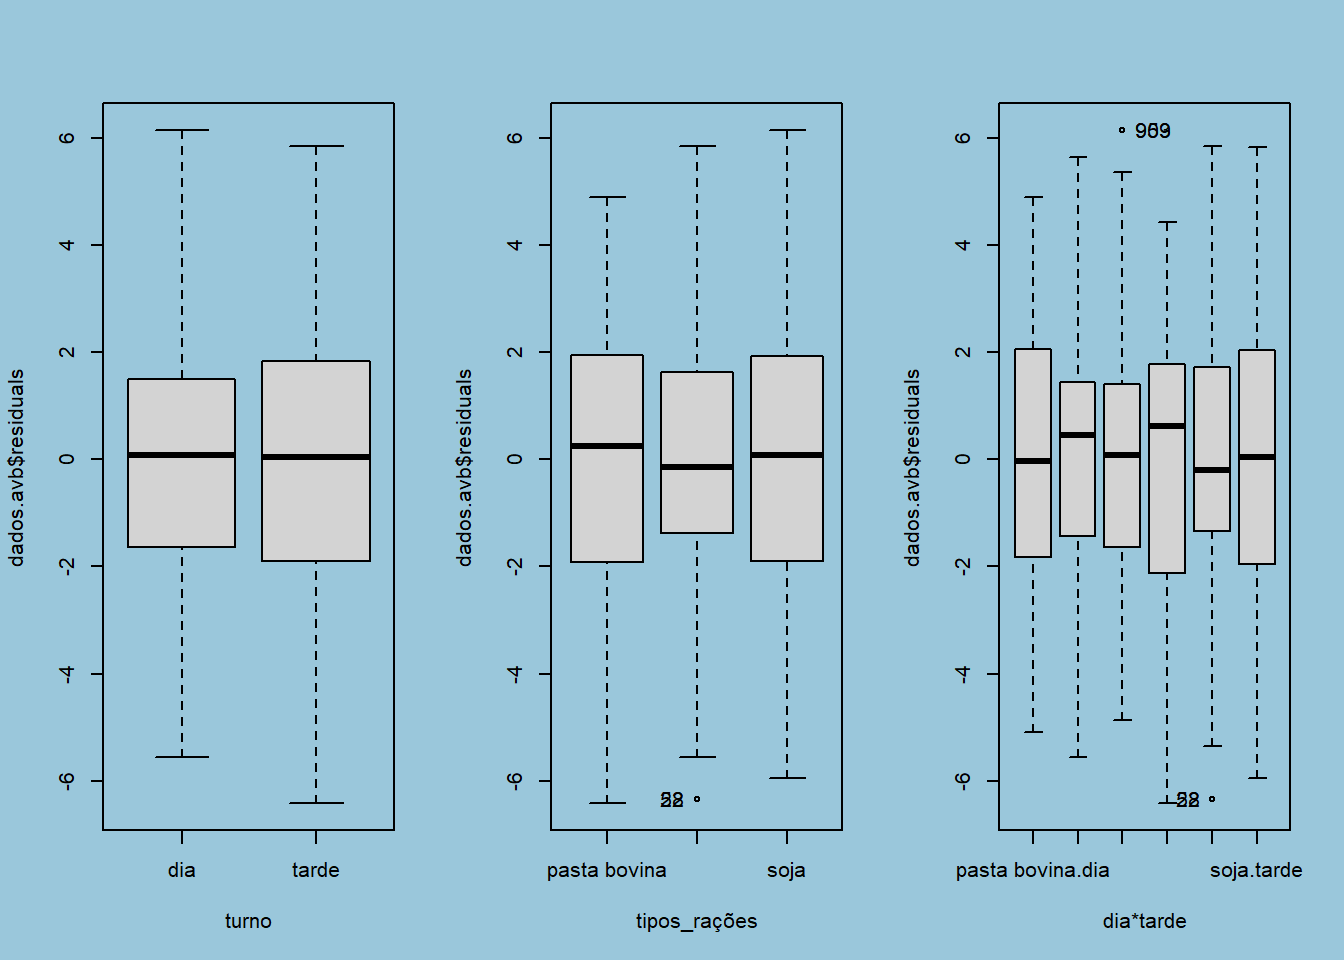 dados.avb$residuals
6
4
2
0
-2
-4
-6
dia tarde
turno
dados.avb$residuals
6
4
2
0
-2
-4
-6
pasta bovina soja
tipos_rações
dados.avb$residuals
6
4
2
0
-2
-4
-6
pasta bovina.dia soja.tarde
dia*tarde